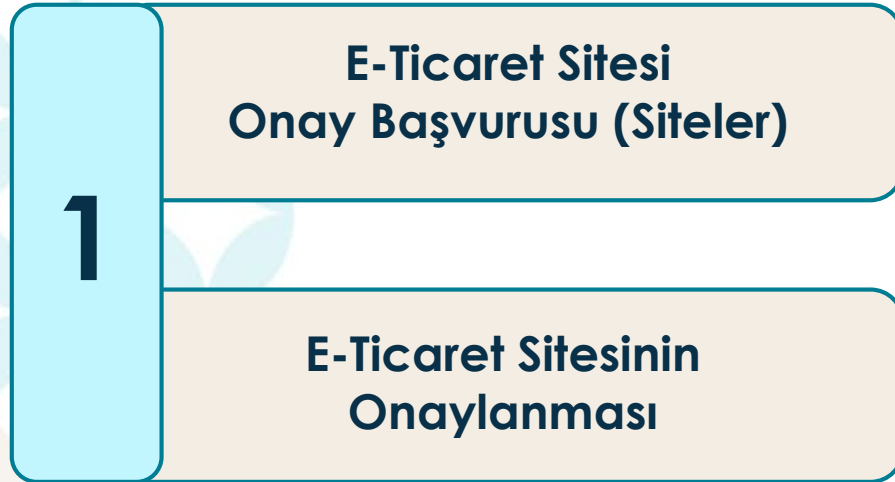 1
E-Ticaret Sitesi
Onay Başvurusu (Siteler)
E-Ticaret Sitesinin
Onaylanması